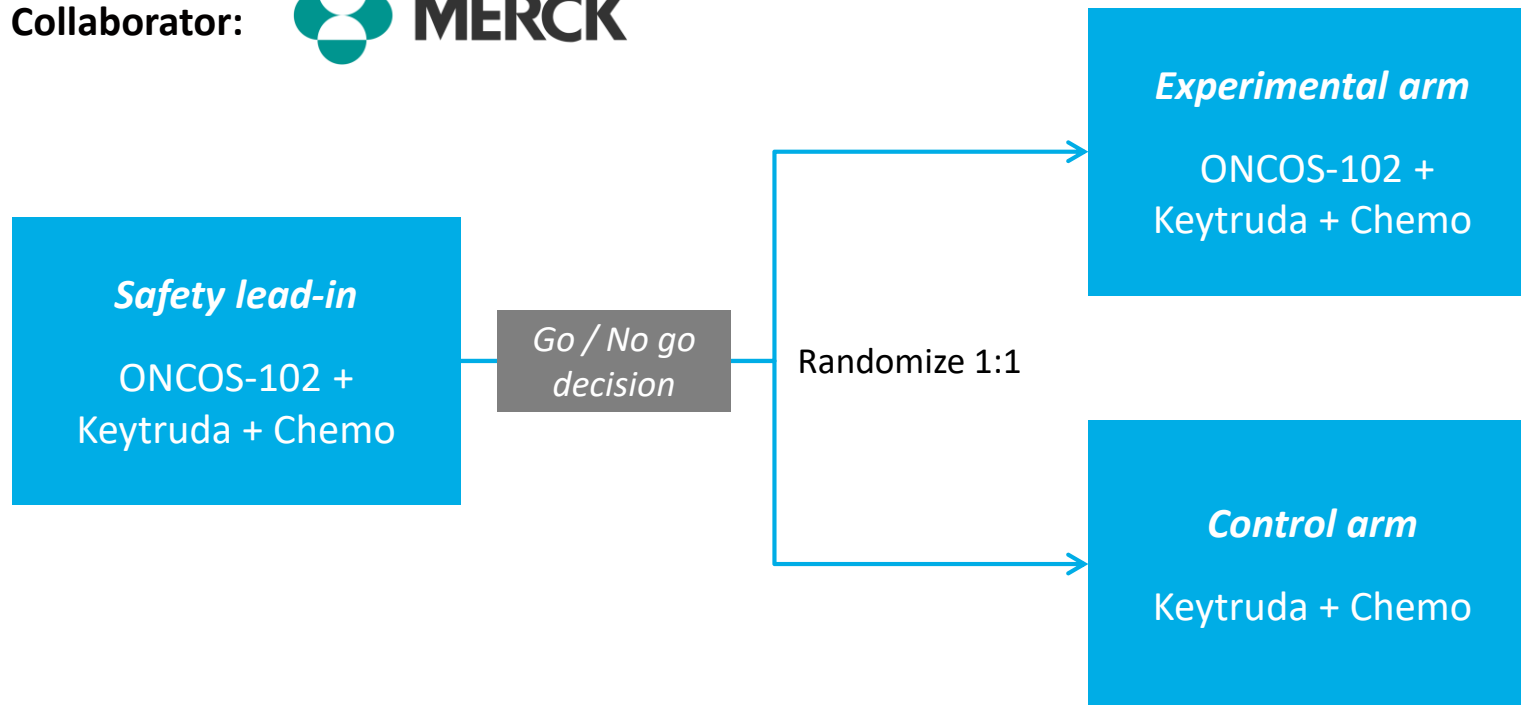 Collaborator:
MERCK
Safety lead-in
ONCOS-102 +
Keytruda + Chemo
Go / No go
decision
Randomize 1:1
Experimental arm
ONCOS-102 +
Keytruda + Chemo
Control arm
Keytruda + Chemo